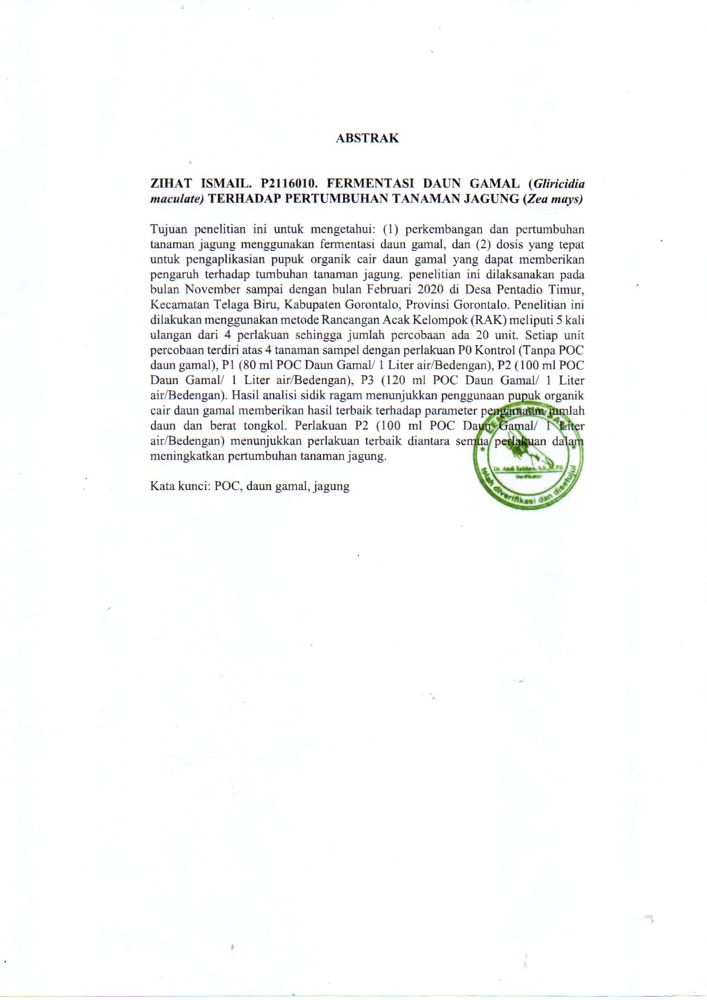 ABSTRAK
ZIHAT ISMAIL. P2116010. FERMENTASI DAUN GAMAL (Gliricidia
maculate) TERHADAP PERTUMBUHAN TANAMAN JAGUNG (Zea mays)
Tujuan penelitian ini untuk mengetahui: (1) perkembangan dan pertumbuhan
tanaman jagung menggunakan fermentasi daun gamal, dan (2) dosis yang tepat
untuk pengaplikasian pupuk organik cair daun gamal yang dapat memberikan
pengaruh terhadap tumbuhan tanaman jagung. penelitian ini dilaksanakan pada
bulan November sampai dengan bulan Februari 2020 di Desa Pentadio Timur,
Kecamatan Telaga Biru, Kabupaten Gorontalo, Provinsi Gorontalo. Penelitian ini
dilakukan menggunakan metode Rancangan Acak Kelompok (RAK) meliputi 5 kali
ulangan dari 4 perlakuan sehingga jumlah percobaan ada 20 unit. Setiap unit
percobaan terdiri atas 4 tanaman sampel dengan perlakuan P0 Kontrol (Tanpa POC
daun gamal), P1 (80 ml POC Daun Gamal/ 1 Liter air/Bedengan), P2 (100 ml POC
Daun Gamal/ 1 Liter air/Bedengan), P3 (120 ml POC Daun Gamal/ 1 Liter
air/Bedengan). Hasil analisi sidik ragam menunjukkan penggunaan pupuk organik
cair daun gamal memberikan hasil terbaik terhadap parameter pengamatan jumlah
daun dan berat tongkol. Perlakuan P2 (100 ml POC Daun Gamal/ 1 Liter
air/Bedengan) menunjukkan perlakuan terbaik diantara semua perlakuan dalam
meningkatkan pertumbuhan tanaman jagung.
Kata kunci: POC, daun gamal, jagung
Dr. Andi
Verifikator
telah diverifikasi dan disetujui